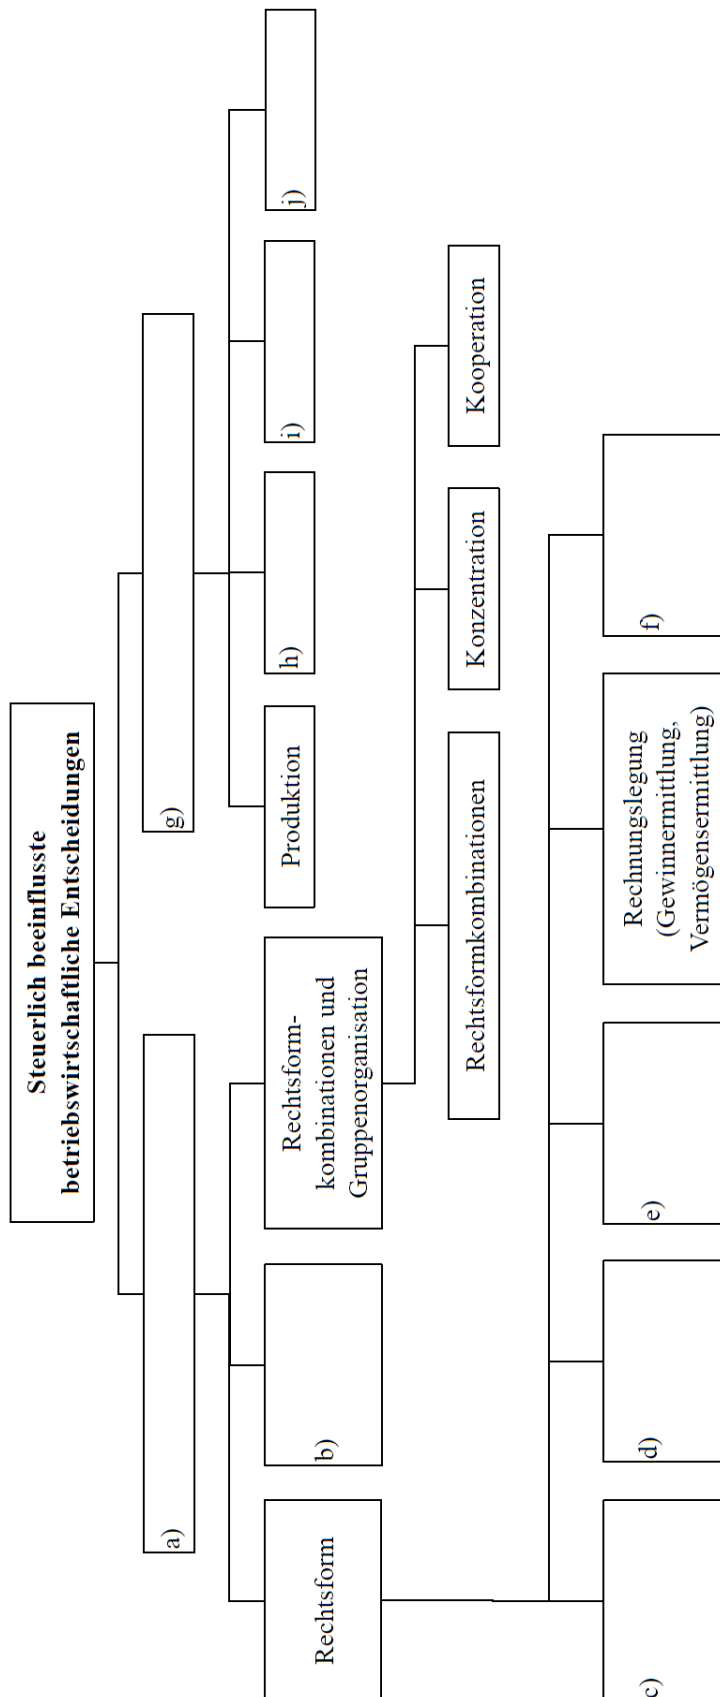 Steuerlich beeinflusste
betriebswirtschaftliche Entscheidungen
a)
g)
Rechtsform
b)
Rechtsform-
kombinationen und
Gruppenorganisation
Produktion
h)
i)
j)
Rechtsformkombinationen
Konzentration
Kooperation
c)
d)
e)
Rechnungslegung
(Gewinnermittlung,
Vermögensermittlung)
f)